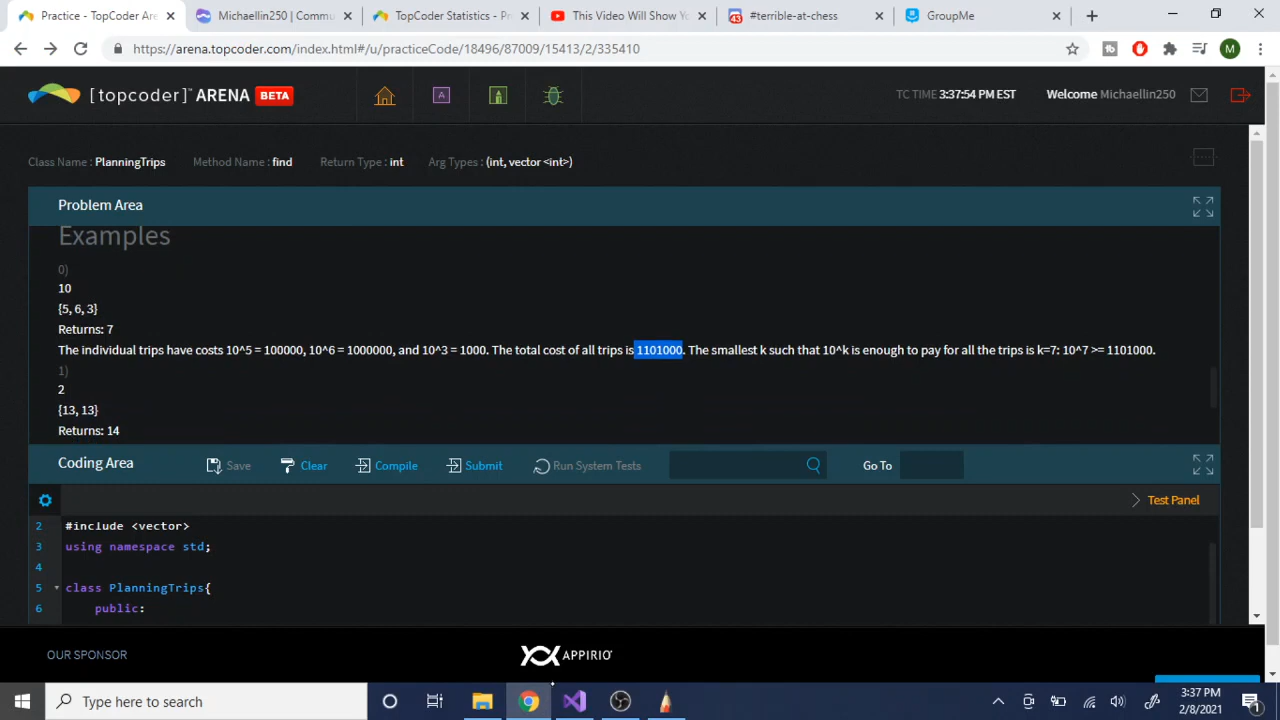 Practice - TopCoder Are
Michaellin250 | Commu
TopCoder Statistics - P
This Video Will Show Y
43
#terrible-at-chess
GroupMe
https://arena.topcoder.com/index.html#/u/practiceCode/18496/87009/15413/2/335410
M
[topcoder]™ ARENA BETA
A
TC TIME 3:37:54 PM EST
Welcome Michaellin250
Class Name : PlanningTrips
Method Name : find
Return Type : int
Arg Types : (int, vector <int>)
Problem Area
Examples
0)
10
{5, 6, 3}
Returns: 7
The individual trips have costs 10^5 = 100000, 10^6 = 1000000, and 10^3 = 1000. The total cost of all trips is 1101000. The smallest k such that 10^k is enough to pay for all the trips is k=7: 10^7 >= 1101000.
1)
2
{13, 13}
Returns: 14
Coding Area
Save
Clear
Compile
Submit
Run System Tests
Go To
Test Panel
2 #include <vector>
3 using namespace std;
4
5 class PlanningTrips{
6 public:
OUR SPONSOR
APPIRIO
Type here to search
3:37 PM
2/8/2021
1